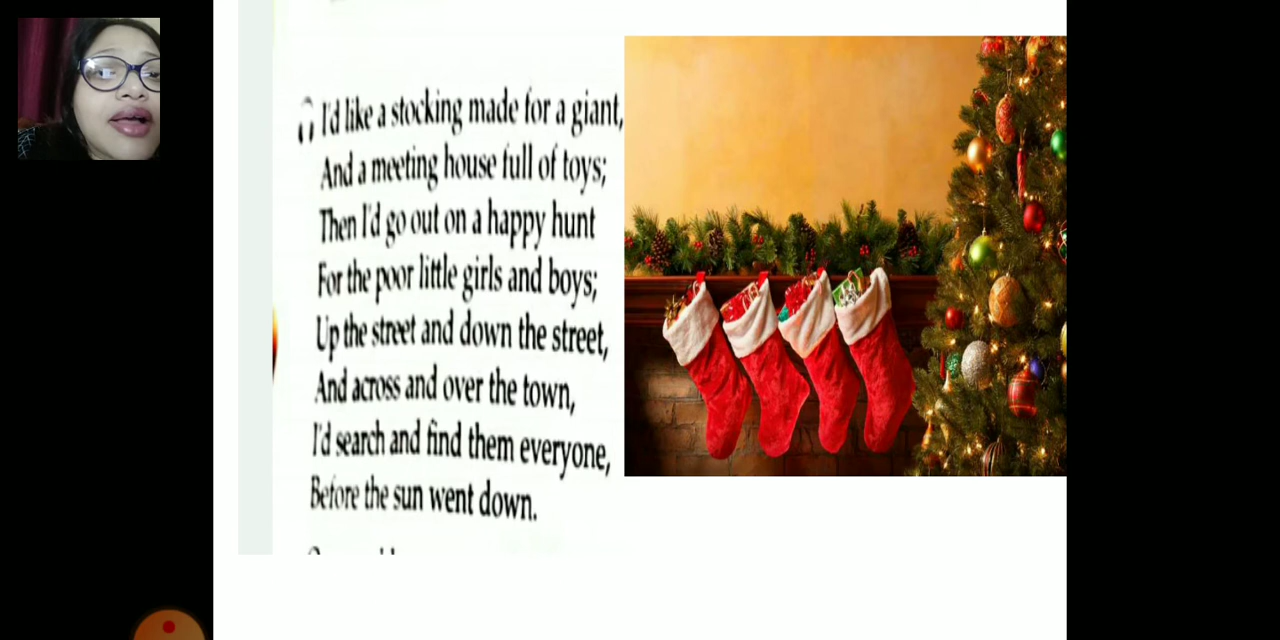 I'd like a stocking made for a giant,
And a meeting house full of toys;
Then I'd go out on a happy hunt
For the poor little girls and boys;
Up the street and down the street,
And across and over the town,
I'd search and find them everyone,
Before the sun went down.